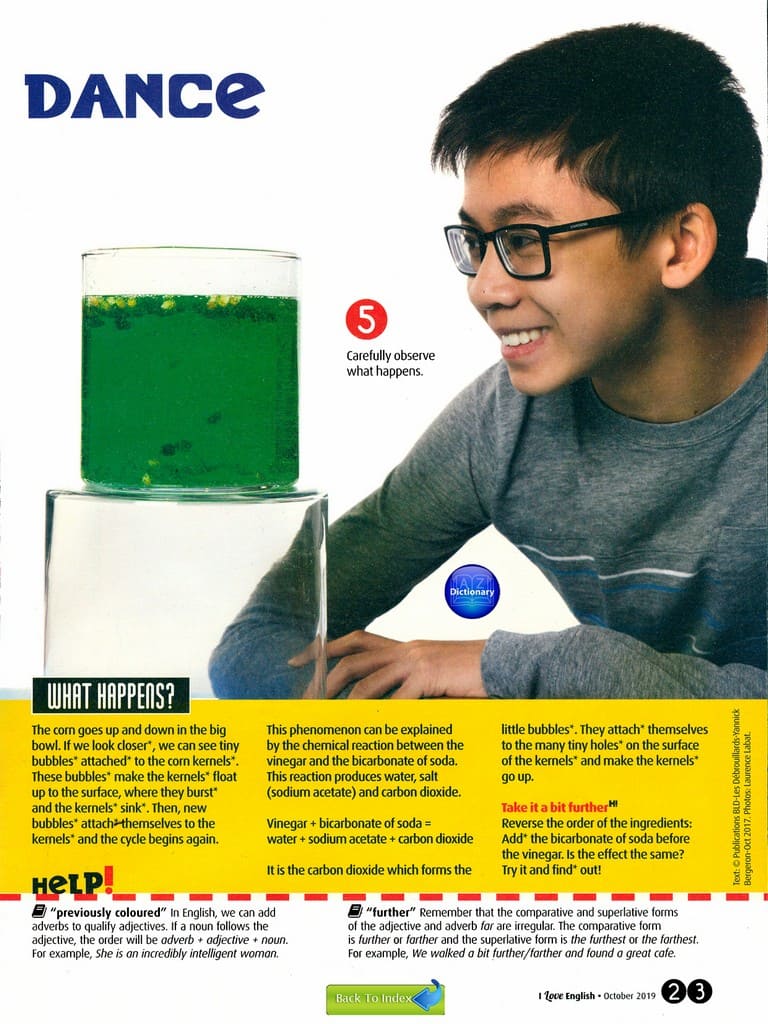 DANCE
5
Carefully observe
what happens.
A Z
Dictionary
WHAT HAPPENS?
The corn goes up and down in the big
bowl. If we look closer*, we can see tiny
bubbles* attached* to the corn kernels*.
These bubbles* make the kernels* float
up to the surface, where they burst*
and the kernels* sink*. Then, new
bubbles* attach* themselves to the
kernels* and the cycle begins again.
This phenomenon can be explained
by the chemical reaction between the
vinegar and the bicarbonate of soda.
This reaction produces water, salt
(sodium acetate) and carbon dioxide.
Vinegar + bicarbonate of soda =
water + sodium acetate + carbon dioxide
It is the carbon dioxide which forms the
little bubbles*. They attach* themselves
to the many tiny holes* on the surface
of the kernels* and make the kernels*
go up.
Take it a bit further H!
Reverse the order of the ingredients:
Add* the bicarbonate of soda before
the vinegar. Is the effect the same?
Try it and find* out!
Text: © Publications BLD-Les Débrouillards-Yannick
Bergeron-Oct 2017. Photos: Laurence Labat.
HELP!
"previously coloured" In English, we can add
adverbs to qualify adjectives. If a noun follows the
adjective, the order will be adverb + adjective + noun.
For example, She is an incredibly intelligent woman.
"further" Remember that the comparative and superlative forms
of the adjective and adverb far are irregular. The comparative form
is further or farther and the superlative form is the furthest or the farthest.
For example, We walked a bit further/farther and found a great cafe.
Back To Index
I Love English • October 2019 23